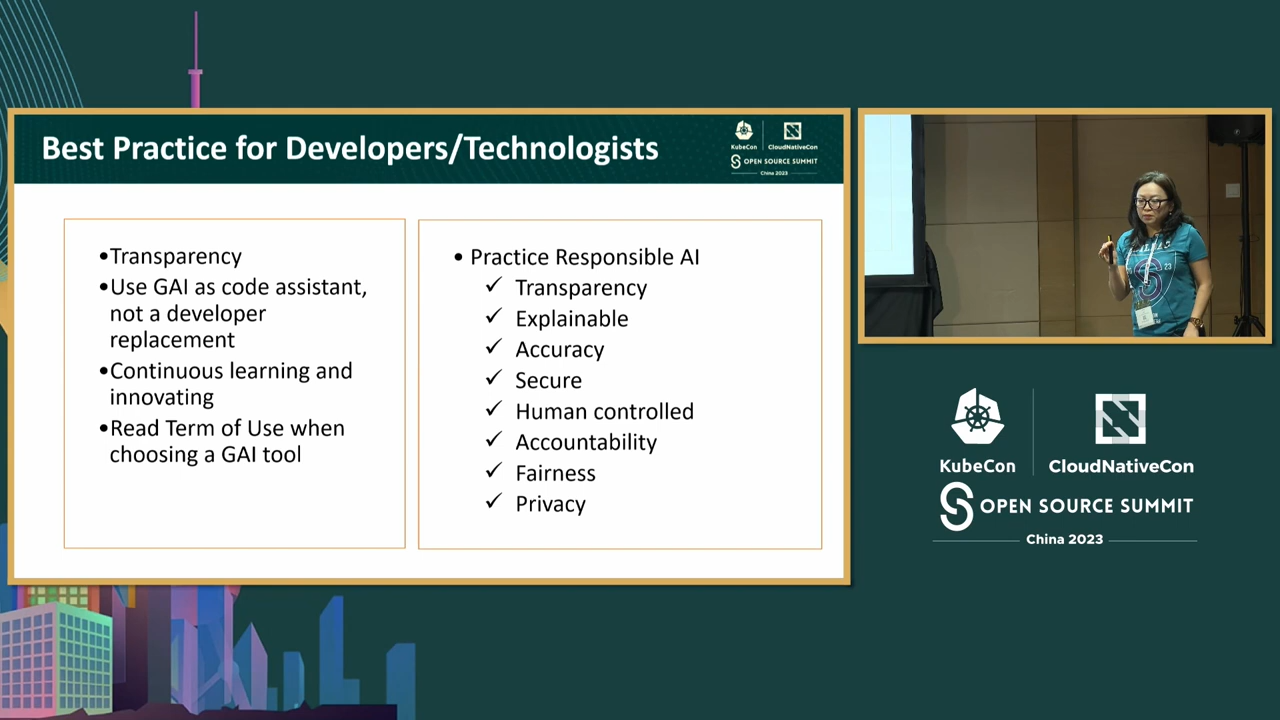 Best Practice for Developers/Technologists
KubeCon
CloudNativeCon
OPEN SOURCE SUMMIT
China 2023
•Transparency
•Use GAI as code assistant,
not a developer
replacement
•Continuous learning and
innovating
•Read Term of Use when
choosing a GAI tool
• Practice Responsible AI
✓ Transparency
✓ Explainable
✓ Accuracy
✓ Secure
✓ Human controlled
✓ Accountability
✓ Fairness
✓ Privacy
23
KubeCon
CloudNativeCon
OPEN SOURCE SUMMIT
China 2023